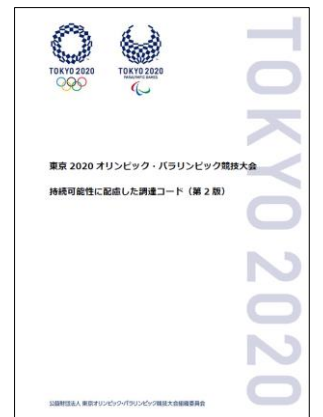 TOKYO 2020
TOKYO 2020
PARALYMPIC GAMES
東京 2020 オリンピック・パラリンピック競技大会
持続可能性に配慮した調達コード（第 2 版）
公益財団法人 東京オリンピック・パラリンピック競技大会組織委員会
TOKYO 2020